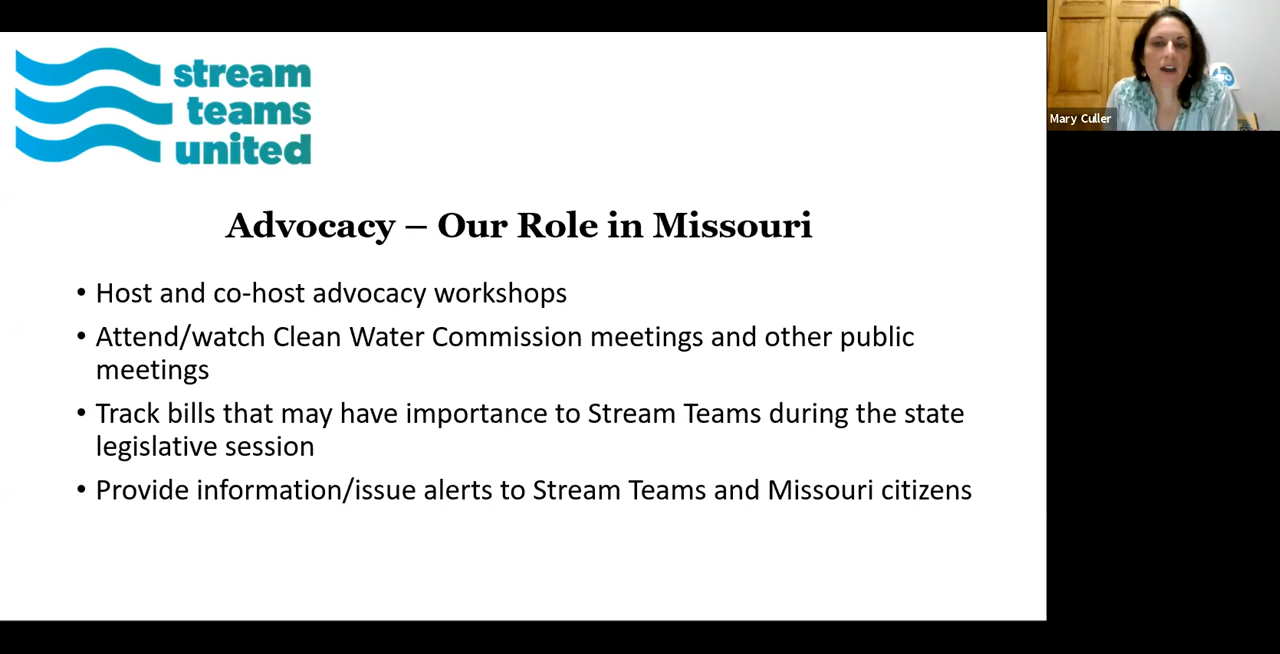 stream
teams
united
Mary Culler
Advocacy – Our Role in Missouri
• Host and co-host advocacy workshops
• Attend/watch Clean Water Commission meetings and other public
meetings
• Track bills that may have importance to Stream Teams during the state
legislative session
• Provide information/issue alerts to Stream Teams and Missouri citizens